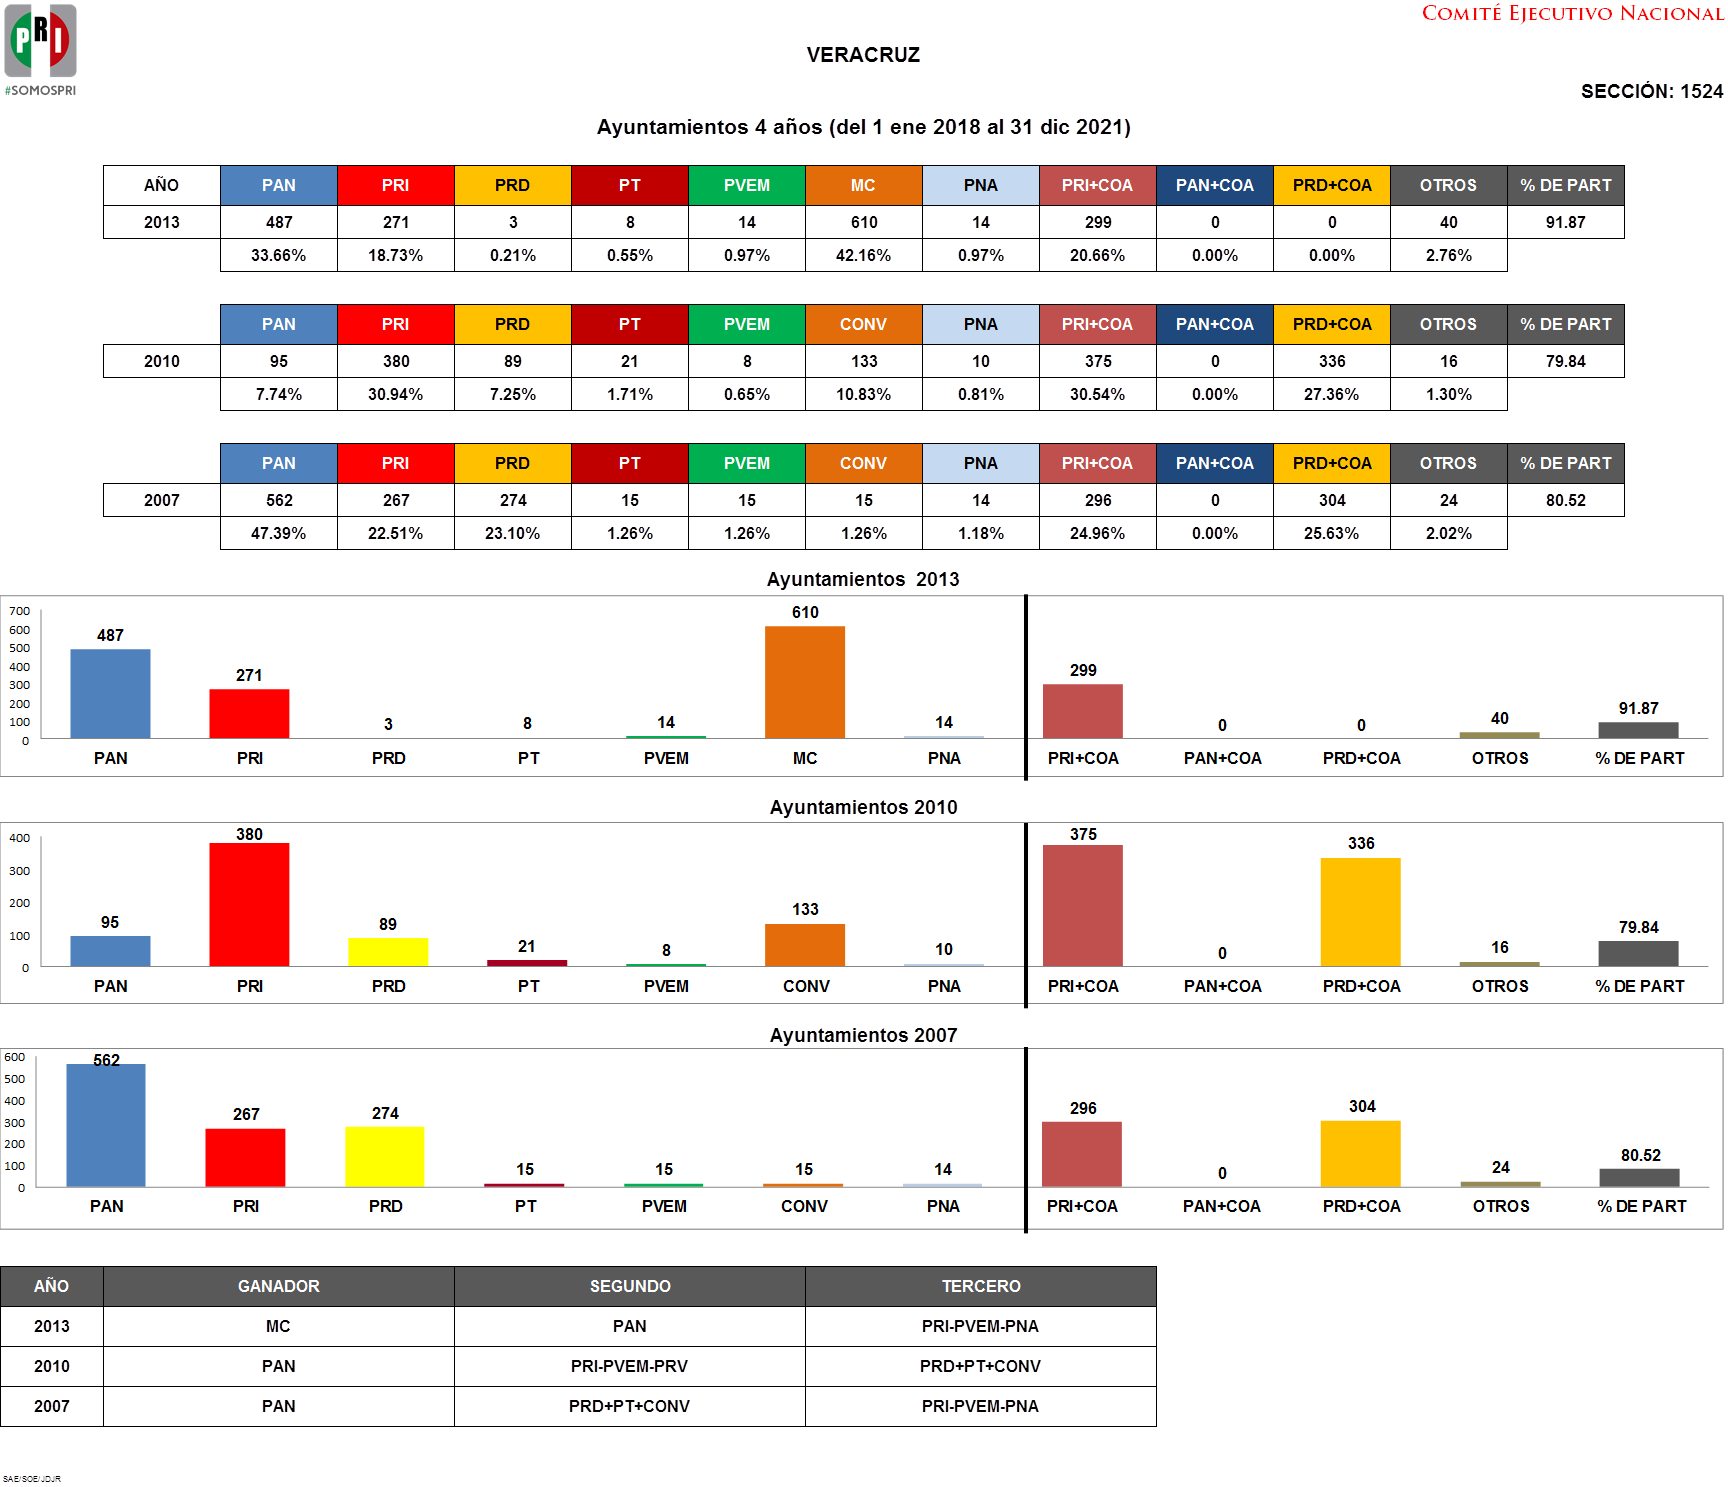 COMITÉ EJECUTIVO NACIONAL
PRI
#SOMOSPRI
VERACRUZ
SECCIÓN: 1524
Ayuntamientos 4 años (del 1 ene 2018 al 31 dic 2021)
AÑO PAN PRI PRD PT PVEM MC PNA PRI+COA PAN+COA PRD+COA OTROS % DE PART
2013 487 271 3 8 14 610 14 299 0 0 40 91.87
33.66% 18.73% 0.21% 0.55% 0.97% 42.16% 0.97% 20.66% 0.00% 0.00% 2.76%
PAN PRI PRD PT PVEM CONV PNA PRI+COA PAN+COA PRD+COA OTROS % DE PART
2010 95 380 89 21 8 133 10 375 0 336 16 79.84
7.74% 30.94% 7.25% 1.71% 0.65% 10.83% 0.81% 30.54% 0.00% 27.36% 1.30%
PAN PRI PRD PT PVEM CONV PNA PRI+COA PAN+COA PRD+COA OTROS % DE PART
2007 562 267 274 15 15 15 14 296 0 304 24 80.52
47.39% 22.51% 23.10% 1.26% 1.26% 1.26% 1.18% 24.96% 0.00% 25.63% 2.02%
Ayuntamientos 2013
700
600
500
400
300
200
100
0
487 271 3 8 14 610 14 299 0 0 40 91.87
PAN PRI PRD PT PVEM MC PNA PRI+COA PAN+COA PRD+COA OTROS % DE PART
Ayuntamientos 2010
400
300
200
100
0
95 380 89 21 8 133 10 375 0 336 16 79.84
PAN PRI PRD PT PVEM CONV PNA PRI+COA PAN+COA PRD+COA OTROS % DE PART
Ayuntamientos 2007
600
500
400
300
200
100
0
562 267 274 15 15 15 14 296 0 304 24 80.52
PAN PRI PRD PT PVEM CONV PNA PRI+COA PAN+COA PRD+COA OTROS % DE PART
AÑO GANADOR SEGUNDO TERCERO
2013 MC PAN PRI-PVEM-PNA
2010 PAN PRI-PVEM-PRV PRD+PT+CONV
2007 PAN PRD+PT+CONV PRI-PVEM-PNA
SAE/SOE/JDJR